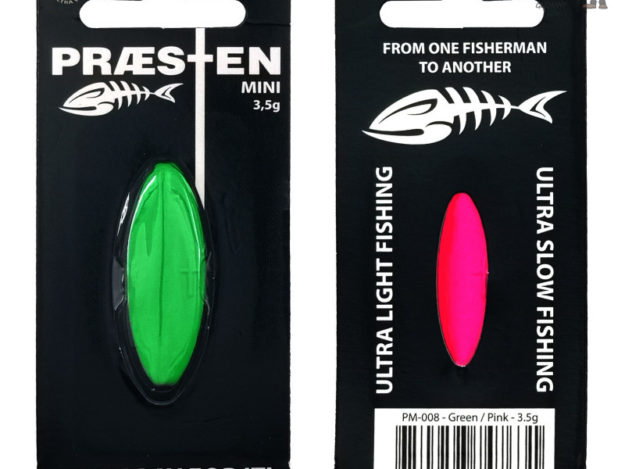 PRÆSTEN
MINI
3,5g
FROM ONE FISHERMAN
TO ANOTHER
ULTRA LIGHT FISHING
ULTRA SLOW FISHING
PM-008 - Green / Pink - 3.5g